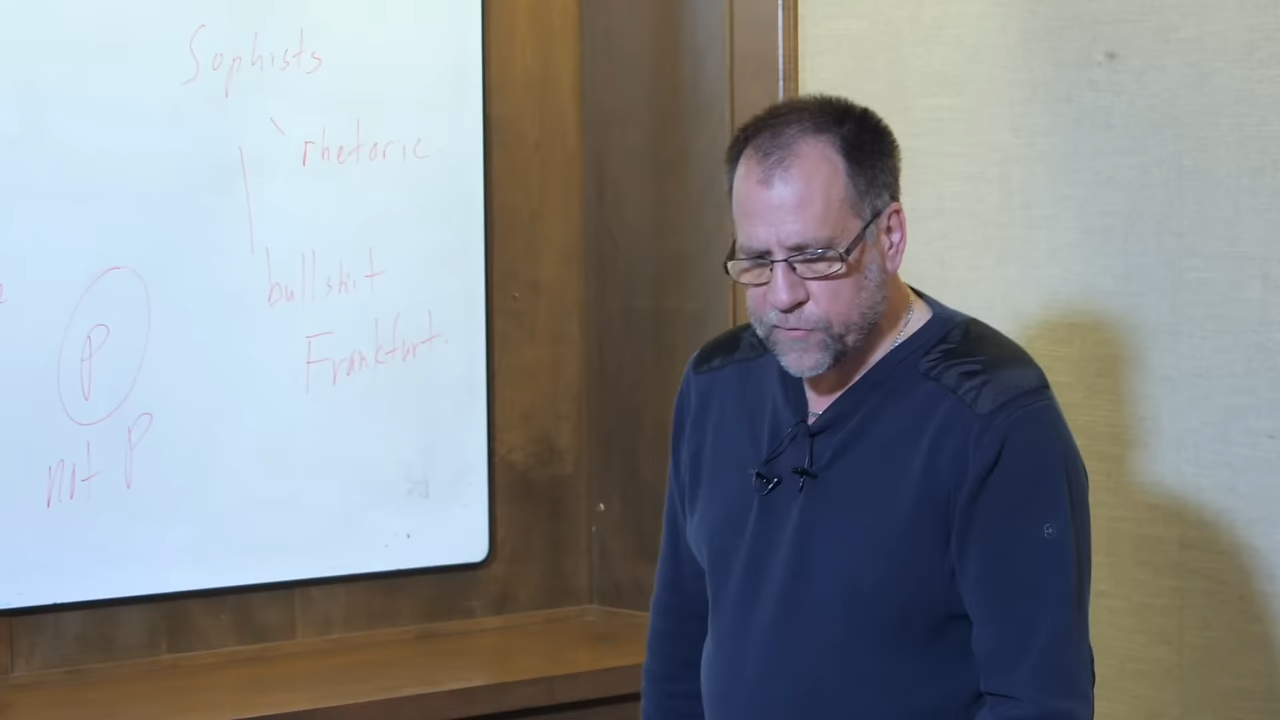 Sophists
rhetoric
bullshit
Frankfurt.
P
not P